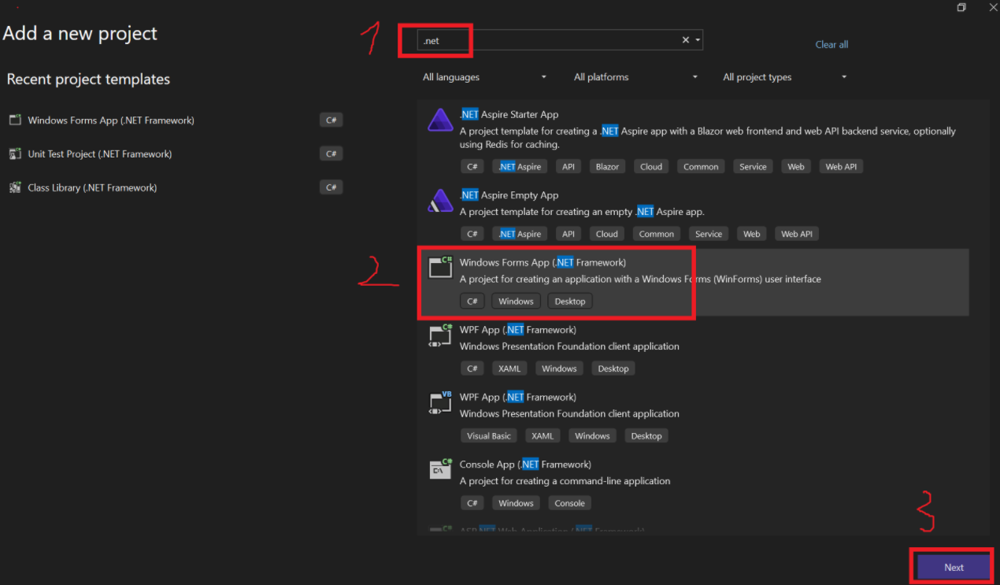 Add a new project
1
.net
Clear all
Recent project templates
All languages
All platforms
All project types
Windows Forms App (.NET Framework)
C#
Unit Test Project (.NET Framework)
C#
Class Library (.NET Framework)
C#
.NET Aspire Starter App
A project template for creating a .NET Aspire app with a Blazor web frontend and web API backend service, optionally
using Redis for caching.
C# .NET Aspire API Blazor Cloud Common Service Web Web API
.NET Aspire Empty App
A project template for creating an empty .NET Aspire app.
C# .NET Aspire API Cloud Common Service Web Web API
2
C#
Windows Forms App (.NET Framework)
A project for creating an application with a Windows Forms (WinForms) user interface
C# Windows Desktop
C#
WPF App (.NET Framework)
Windows Presentation Foundation client application
C# XAML Windows Desktop
VB
WPF App (.NET Framework)
Windows Presentation Foundation client application
Visual Basic XAML Windows Desktop
C#
Console App (.NET Framework)
A project for creating a command-line application
C# Windows Console
ASP.NET Web Application (.NET Framework)
3
Next